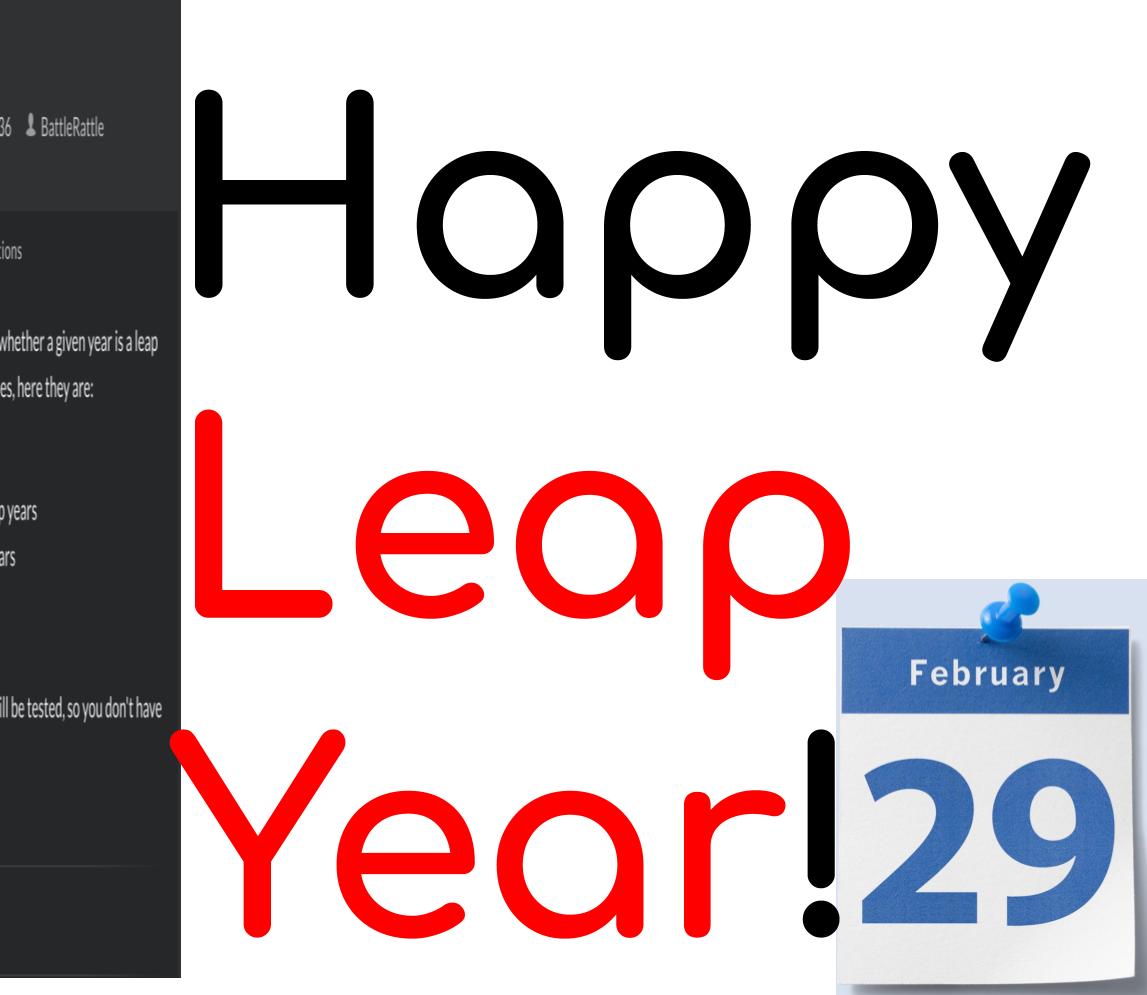 36 BattleRattle
tions
whether a given year is a leap
es, here they are:
p years
ars
ill be tested, so you don't have
Happy
Leap
Year!
February
29